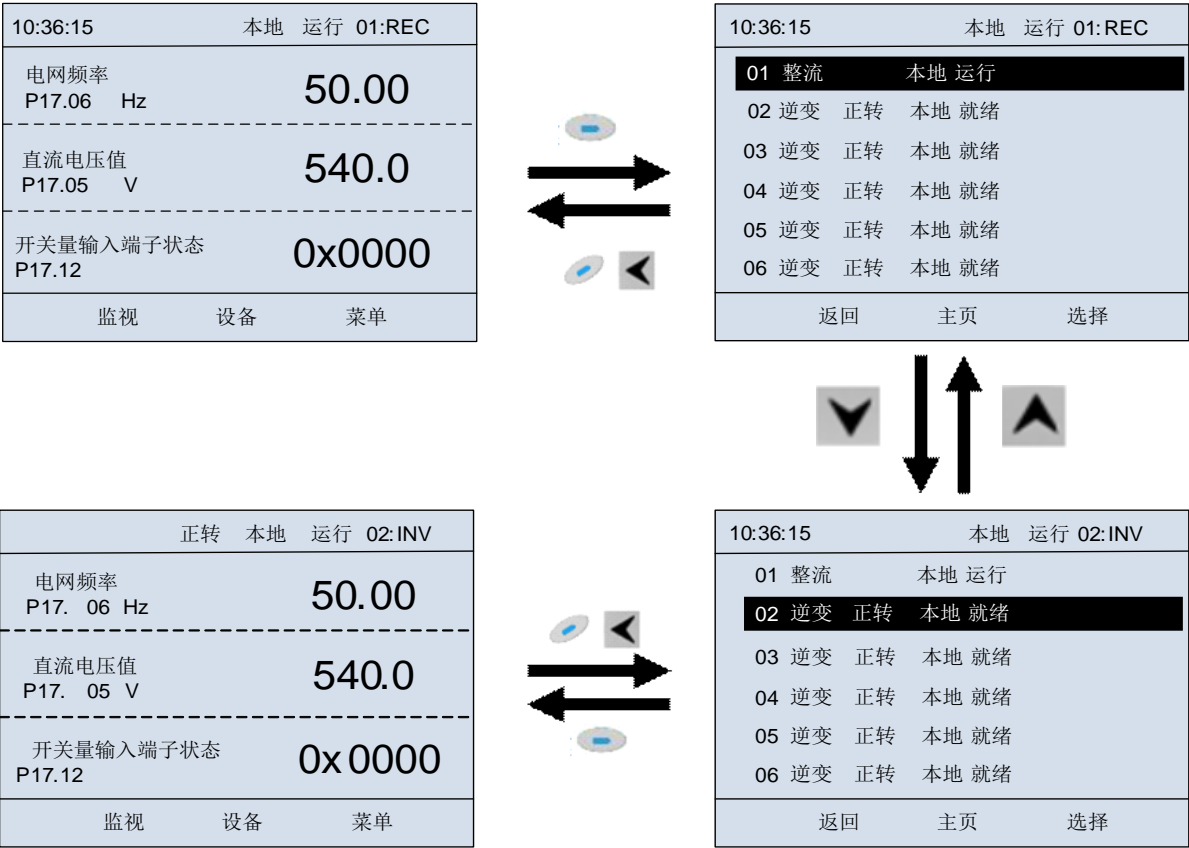 10:36:15 本地 运行 01:REC
电网频率
P17.06 Hz
50.00
直流电压值
P17.05 V
540.0
开关量输入端子状态
P17.12
0x0000
监视 设备 菜单
10:36:15 本地 运行 01:REC
01 整流 本地 运行
02 逆变 正转 本地 就绪
03 逆变 正转 本地 就绪
04 逆变 正转 本地 就绪
05 逆变 正转 本地 就绪
06 逆变 正转 本地 就绪
返回 主页 选择
正转 本地 运行 02:INV
电网频率
P17. 06 Hz
50.00
直流电压值
P17. 05 V
540.0
开关量输入端子状态
P17.12
0x0000
监视 设备 菜单
10:36:15 本地 运行 02:INV
01 整流 本地 运行
02 逆变 正转 本地 就绪
03 逆变 正转 本地 就绪
04 逆变 正转 本地 就绪
05 逆变 正转 本地 就绪
06 逆变 正转 本地 就绪
返回 主页 选择